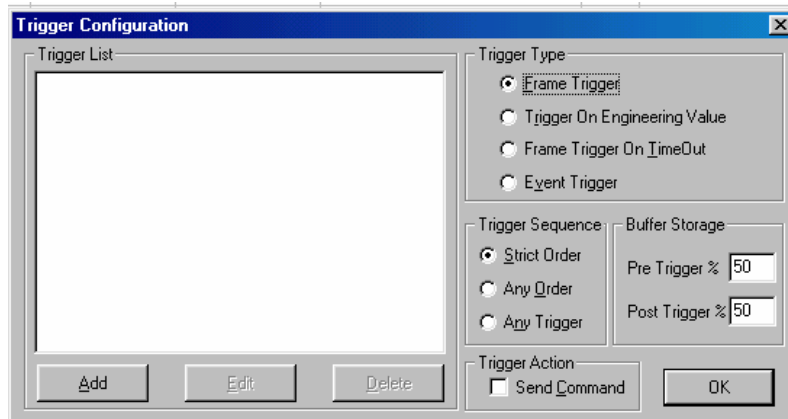 Trigger Configuration
Trigger List
Add
Edit
Delete
Trigger Type
Frame Trigger
Trigger On Engineering Value
Frame Trigger On TimeOut
Event Trigger
Trigger Sequence
Strict Order
Any Order
Any Trigger
Buffer Storage
Pre Trigger % 50
Post Trigger % 50
Trigger Action
Send Command
OK